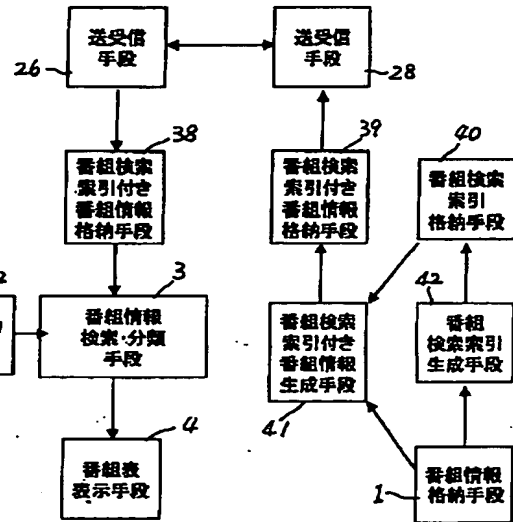 送受信
手段
26
送受信
手段
28
38
番組検索
索引付き
番組情報
格納手段
39
番組検索
索引付き
番組情報
格納手段
40
番組検索
索引
格納手段
3
番組情報
検索・分類
手段
番組検索
索引付き
番組情報
生成手段
41
42
番組
検索索引
生成手段
4
番組表
表示手段
1
番組情報
格納手段